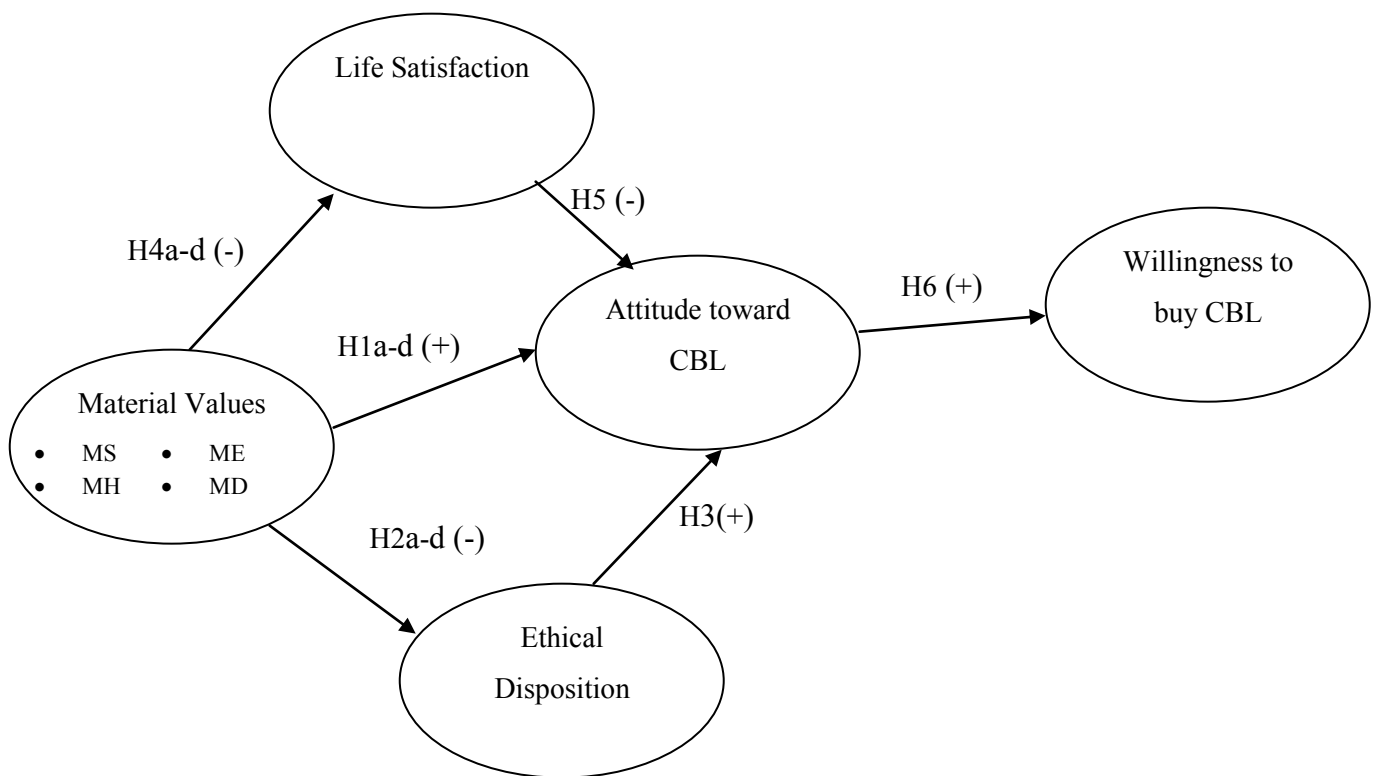 Life Satisfaction
H5 (-)
H4a-d (-)
Willingness to
buy CBL
H6 (+)
Attitude toward
CBL
H1a-d (+)
Material Values
• MS • ME
• MH • MD
H2a-d (-)
H3(+)
Ethical
Disposition